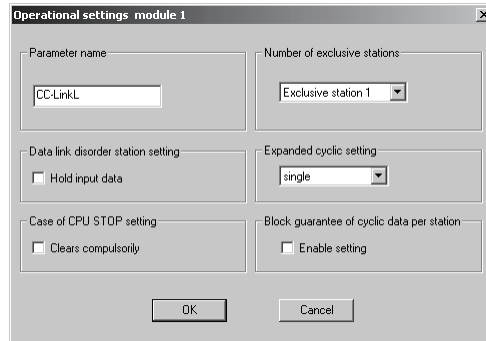 Operational settings module 1
Parameter name
CC-LinkL
Number of exclusive stations
Exclusive station 1
Data link disorder station setting
Hold input data
Expanded cyclic setting
single
Case of CPU STOP setting
Clears compulsorily
Block guarantee of cyclic data per station
Enable setting
OK
Cancel